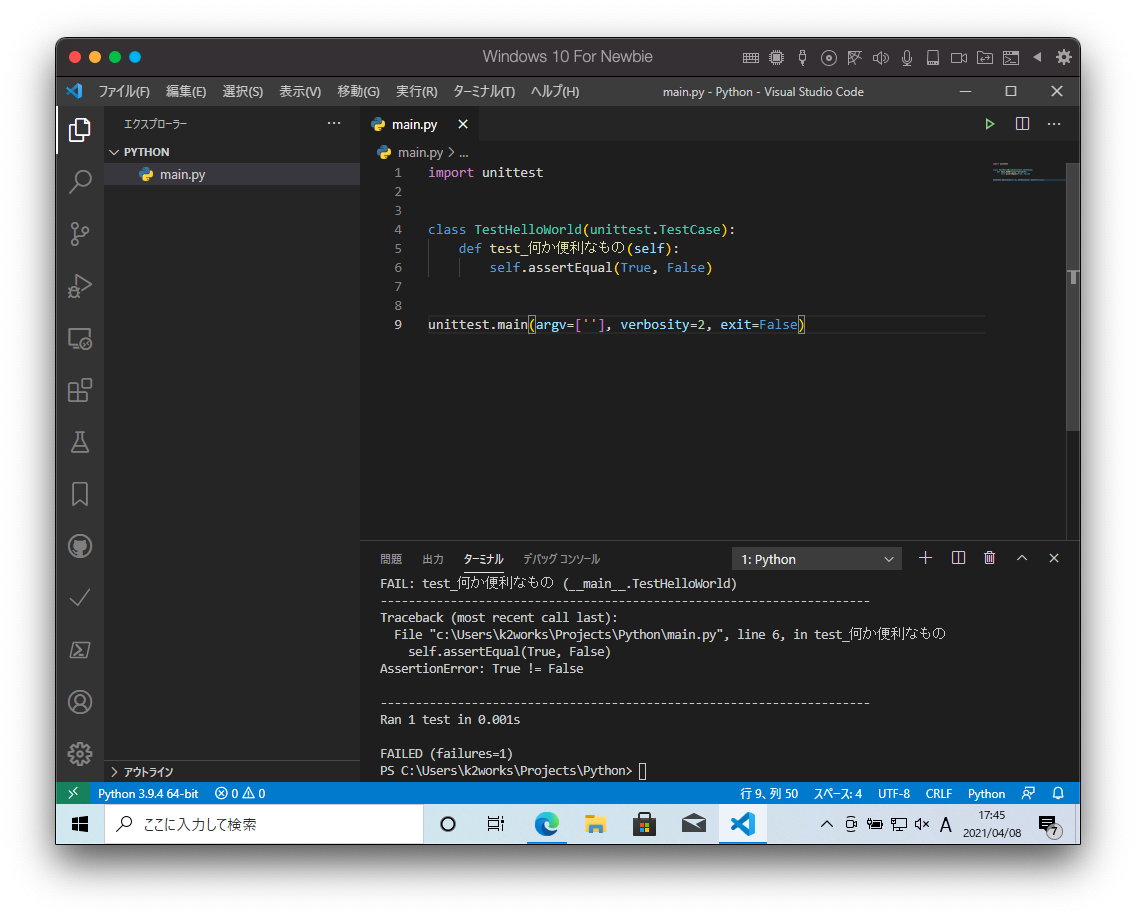 Windows 10 For Newbie
ファイル(F) 編集(E) 選択(S) 表示(V) 移動(G) 実行(R) ターミナル(T) ヘルプ(H) main.py - Python - Visual Studio Code
エクスプローラー
main.py
PYTHON
main.py
main.py > ...
1 import unittest
2
3
4 class TestHelloWorld(unittest.TestCase):
5 def test_何か便利なもの(self):
6 self.assertEqual(True, False)
7
8
9 unittest.main(argv=[''], verbosity=2, exit=False)
問題 出力 ターミナル デバッグ コンソール 1: Python
FAIL: test_何か便利なもの (__main__.TestHelloWorld)
----------------------------------------------------------------------
Traceback (most recent call last):
File "c:\Users\k2works\Projects\Python\main.py", line 6, in test_何か便利なもの
self.assertEqual(True, False)
AssertionError: True != False
----------------------------------------------------------------------
Ran 1 test in 0.001s
FAILED (failures=1)
PS C:\Users\k2works\Projects\Python>
アウトライン
Python 3.9.4 64-bit 0 0 行 9、列 50 スペース: 4 UTF-8 CRLF Python
ここに入力して検索
A
17:45
2021/04/08
7